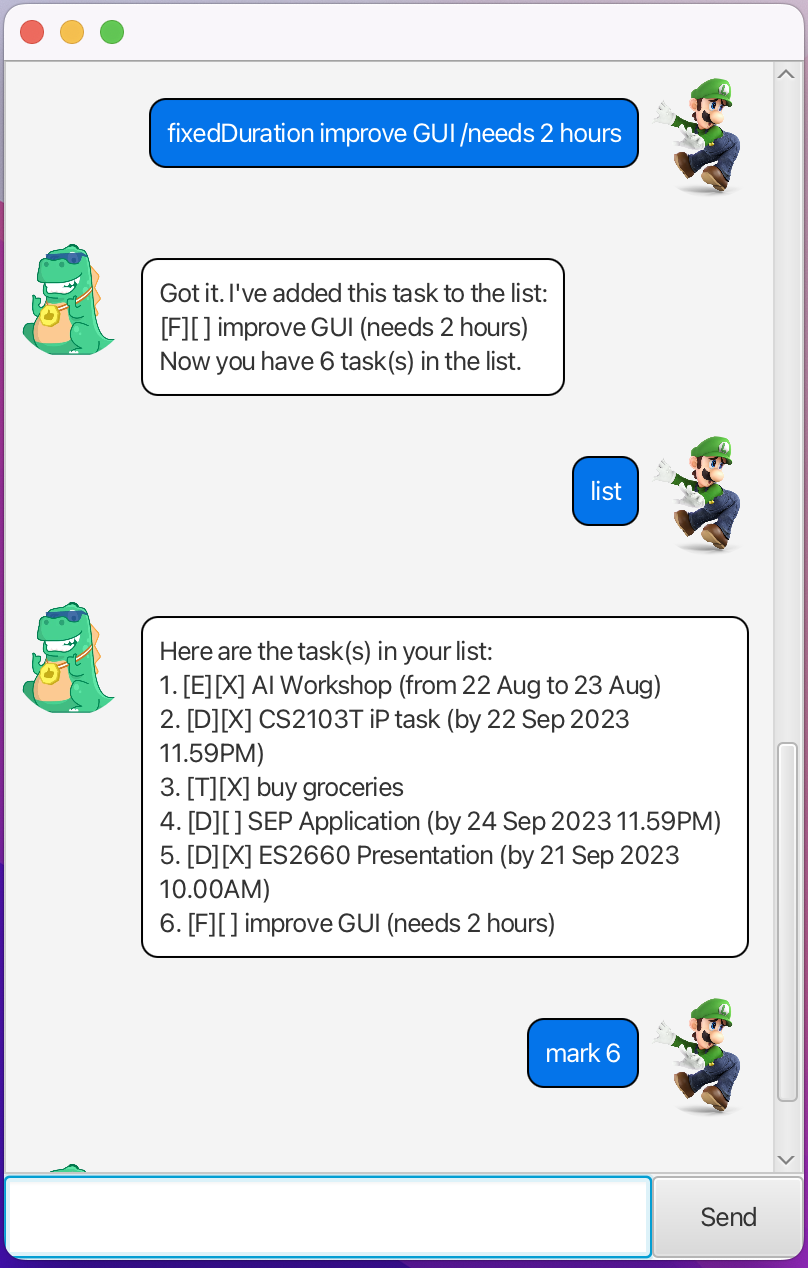 fixedDuration improve GUI /needs 2 hours
Got it. I've added this task to the list:
[F][ ] improve GUI (needs 2 hours)
Now you have 6 task(s) in the list.
list
Here are the task(s) in your list:
1. [E][X] AI Workshop (from 22 Aug to 23 Aug)
2. [D][X] CS2103T iP task (by 22 Sep 2023
11.59PM)
3. [T][X] buy groceries
4. [D][ ] SEP Application (by 24 Sep 2023 11.59PM)
5. [D][X] ES2660 Presentation (by 21 Sep 2023
10.00AM)
6. [F][ ] improve GUI (needs 2 hours)
mark 6
Send